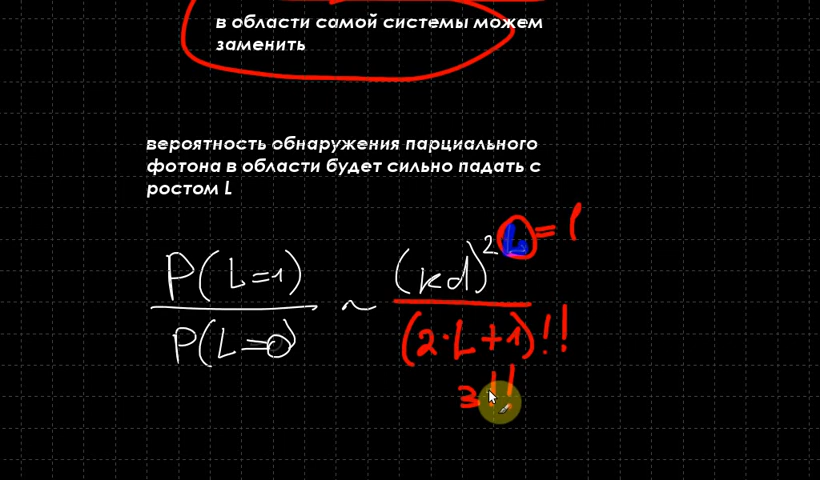 в области самой системы можем
заменить
вероятность обнаружения парциального
фотона в области будет сильно падать с
ростом L
P(L=1) / P(L=0) ~ (kd)^2L / (2·L+1)!!
L = 1
3!!